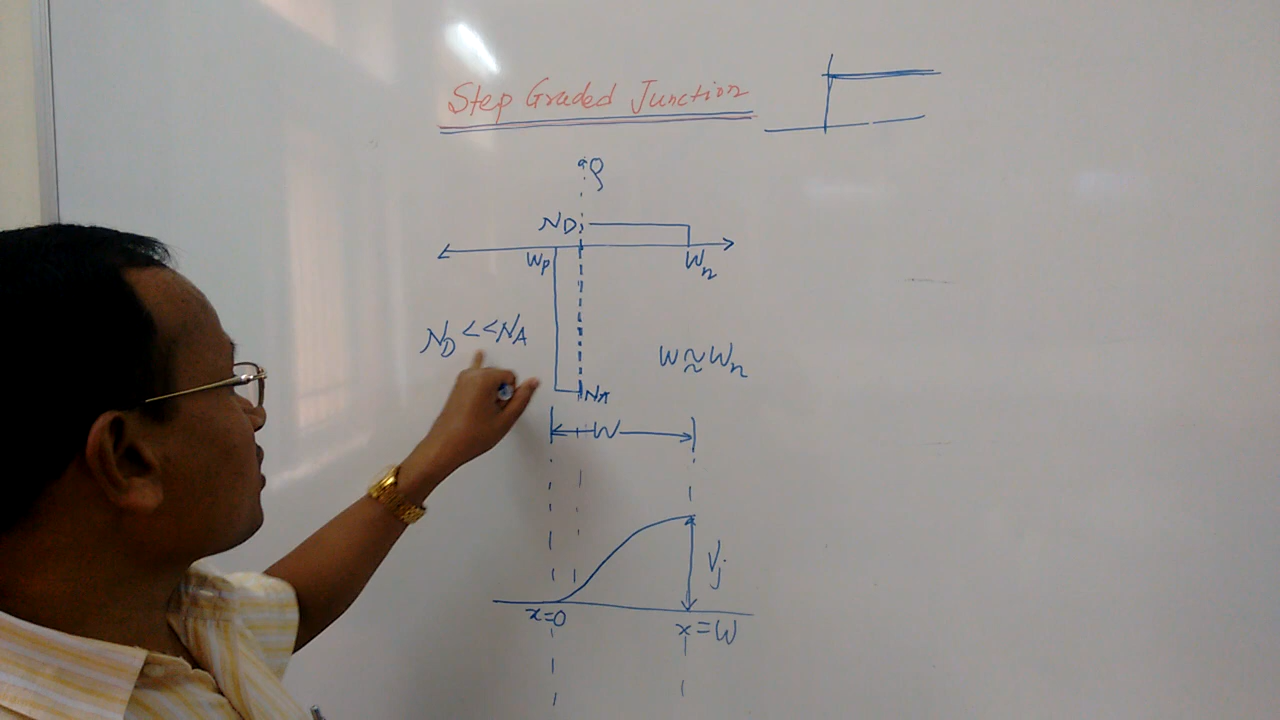 Step Graded Junction
ρ
ND
Wp
Wn
ND << NA
W ≈ Wn
NA
W
Vj
x=0
x=W